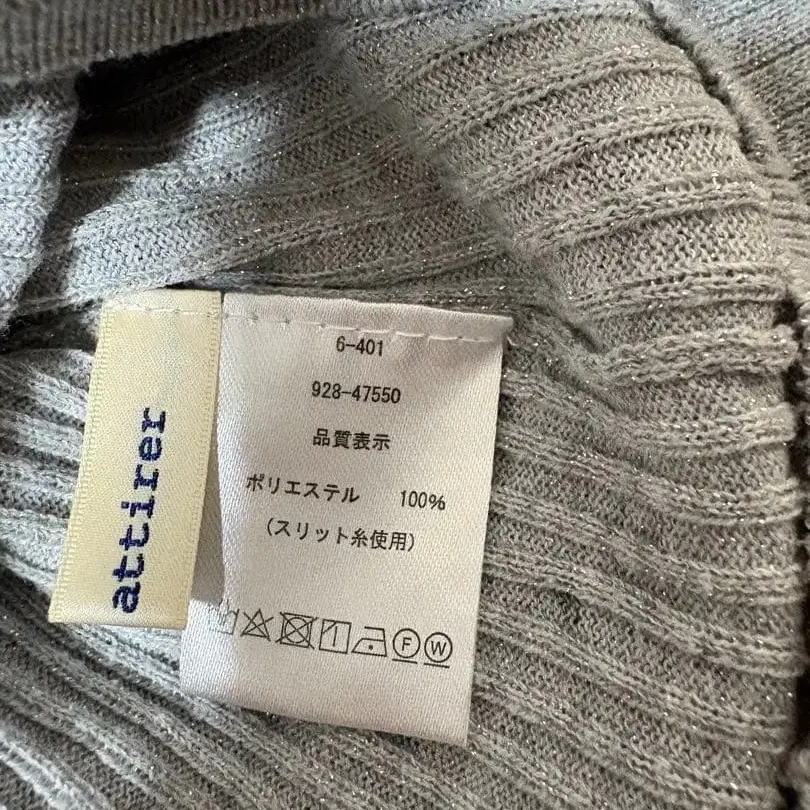 attirer
6-401
928-47550
品質表示
ポリエステル 100%
(スリット糸使用)
F W